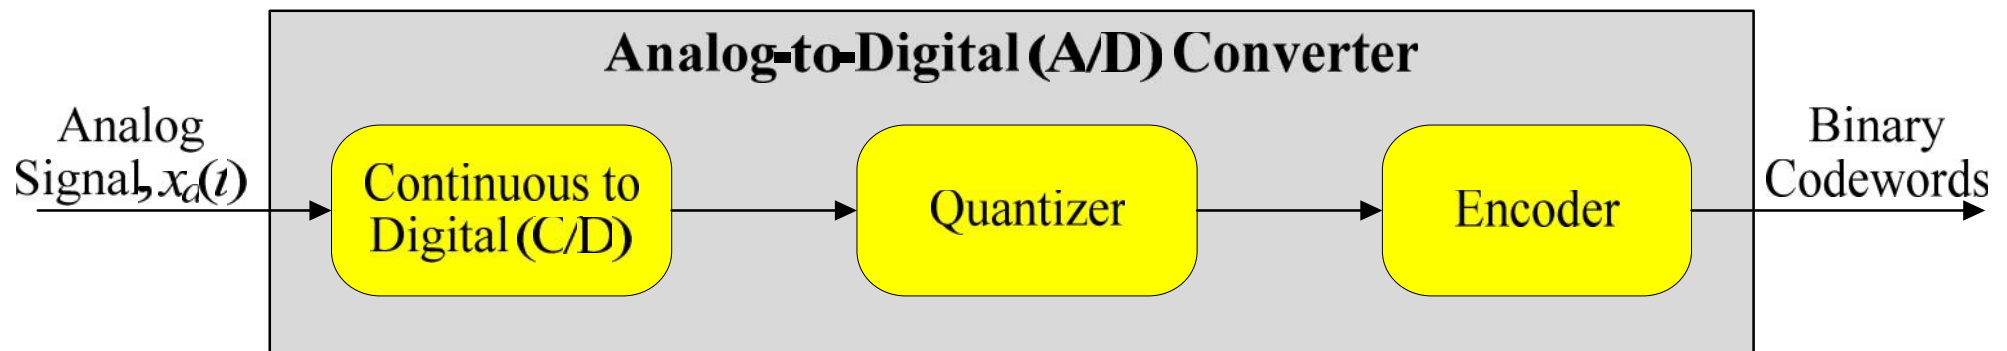 Analog-to-Digital (A/D) Converter
Analog
Signal, xa(t)
Continuous to
Digital (C/D)
Quantizer
Encoder
Binary
Codewords